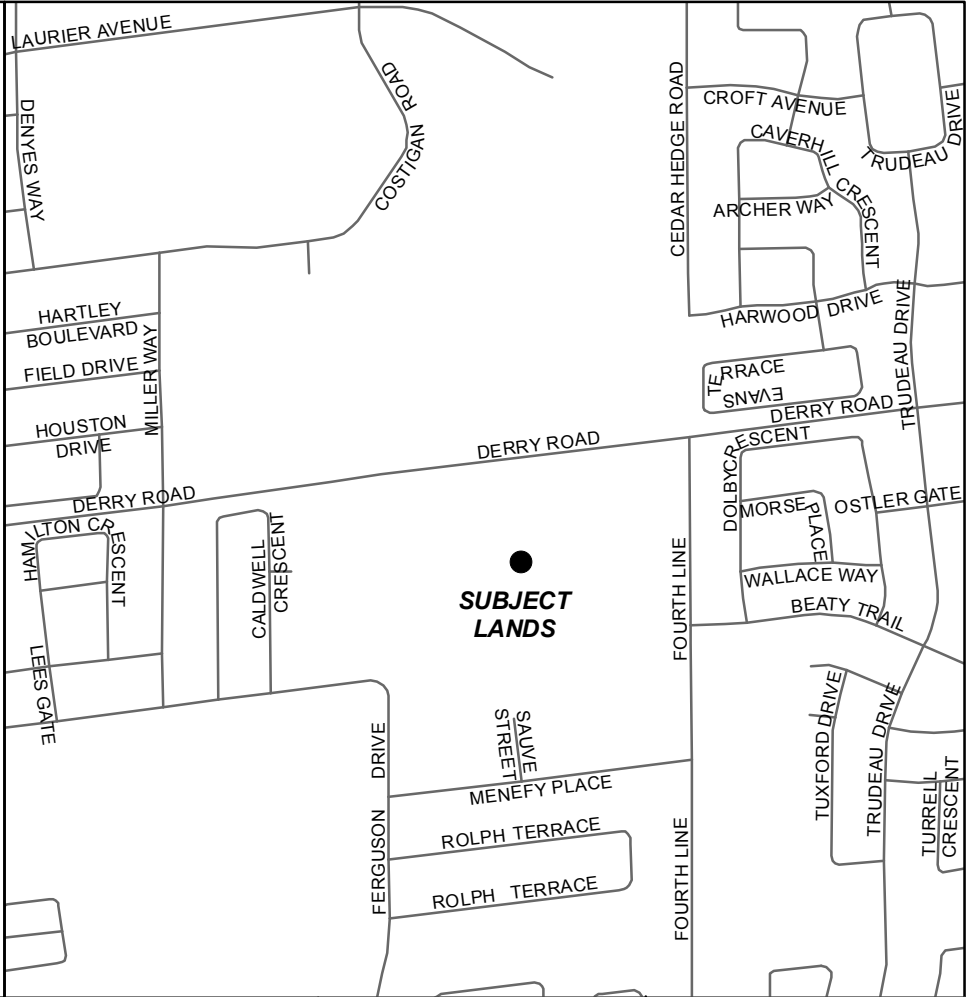 LAURIER AVENUE
DENYES WAY
COSTIGAN ROAD
CEDAR HEDGE ROAD
CROFT AVENUE
TRUDEAU DRIVE
CAVERHILL CRESCENT
ARCHER WAY
HARWOOD DRIVE
HARTLEY
BOULEVARD
FIELD DRIVE
MILLER WAY
HOUSTON
DRIVE
TERRACE
EVANS
TRUDEAU DRIVE
DERRY ROAD
DERRY ROAD
DERRY ROAD
DOLBY CRESCENT
MORSE
PLACE
OSTLER GATE
WALLACE WAY
BEATY TRAIL
HAMILTON CRESCENT
CALDWELL
CRESCENT
SUBJECT
LANDS
FOURTH LINE
LEES GATE
SAUVE
STREET
FERGUSON DRIVE
MENEFY PLACE
ROLPH TERRACE
ROLPH TERRACE
FOURTH LINE
TUXFORD DRIVE
TRUDEAU DRIVE
TURRELL
CRESCENT